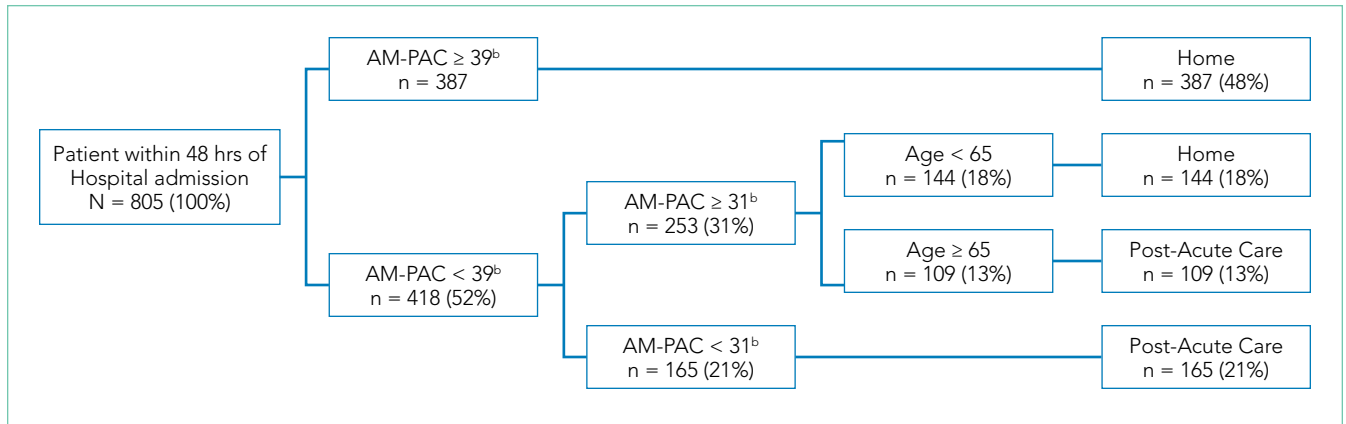 Patient within 48 hrs of
Hospital admission
N = 805 (100%)
AM-PAC ≥ 39ᵇ
n = 387
Home
n = 387 (48%)
AM-PAC < 39ᵇ
n = 418 (52%)
AM-PAC ≥ 31ᵇ
n = 253 (31%)
Age < 65
n = 144 (18%)
Home
n = 144 (18%)
Age ≥ 65
n = 109 (13%)
Post-Acute Care
n = 109 (13%)
AM-PAC < 31ᵇ
n = 165 (21%)
Post-Acute Care
n = 165 (21%)